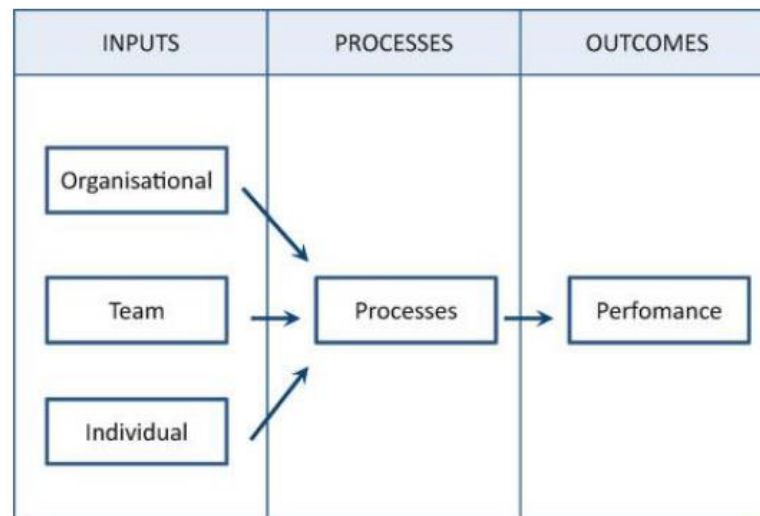 INPUTS
PROCESSES
OUTCOMES
Organisational
Team
Processes
Perfomance
Individual